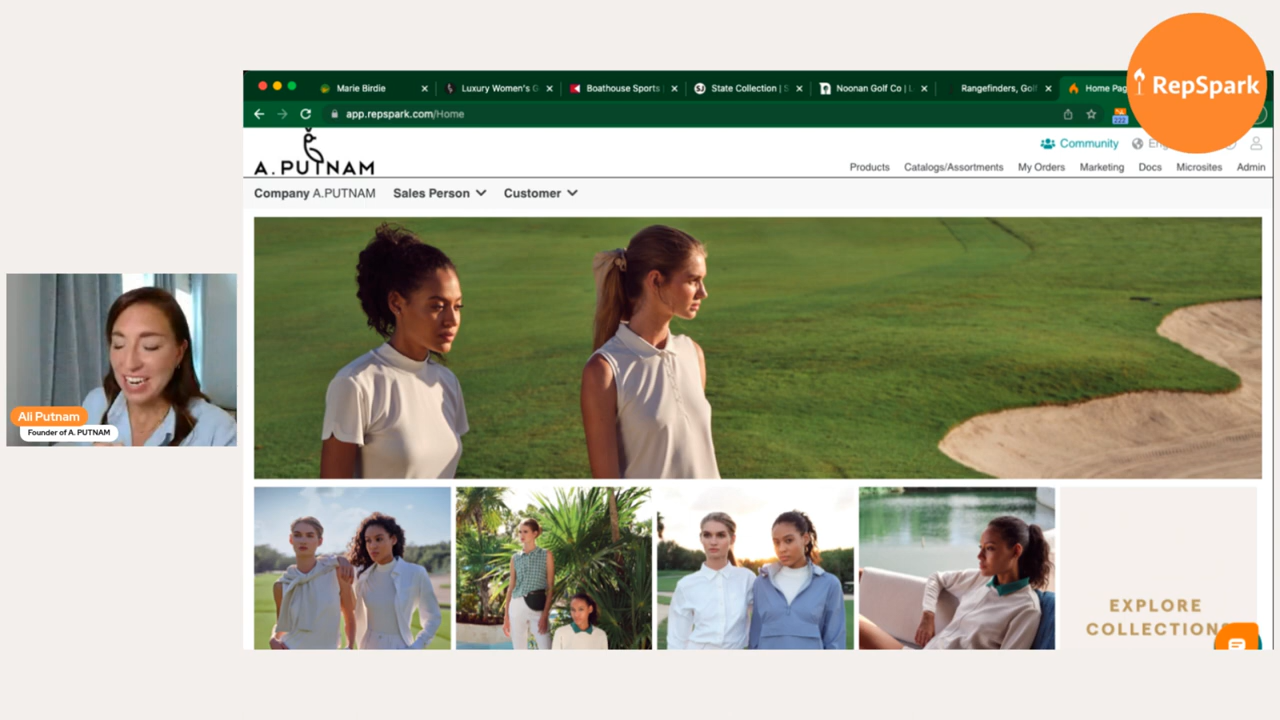 RepSpark
Marie Birdie
Luxury Women's G
Boathouse Sports
State Collection | S
Noonan Golf Co | L
Rangefinders, Gol
Home Pag
app.repspark.com/Home
222
A.PUTNAM
Community
Products
Catalogs/Assortments
My Orders
Marketing
Docs
Microsites
Admin
Company A.PUTNAM
Sales Person
Customer
Ali Putnam
Founder of A. PUTNAM
EXPLORE
COLLECTIONS